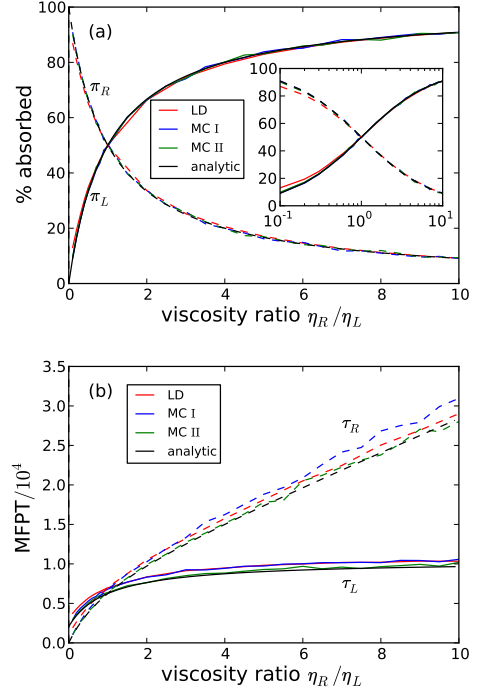 100
80
60
40
20
0
0 2 4 6 8 10
% absorbed
viscosity ratio η_R/η_L
(a)
π_R
π_L
LD
MC I
MC II
analytic
100
80
60
40
20
0
10^-1 10^0 10^1
3.5
3.0
2.5
2.0
1.5
1.0
0.5
0.0
0 2 4 6 8 10
MFPT/10^4
viscosity ratio η_R/η_L
(b)
LD
MC I
MC II
analytic
τ_R
τ_L